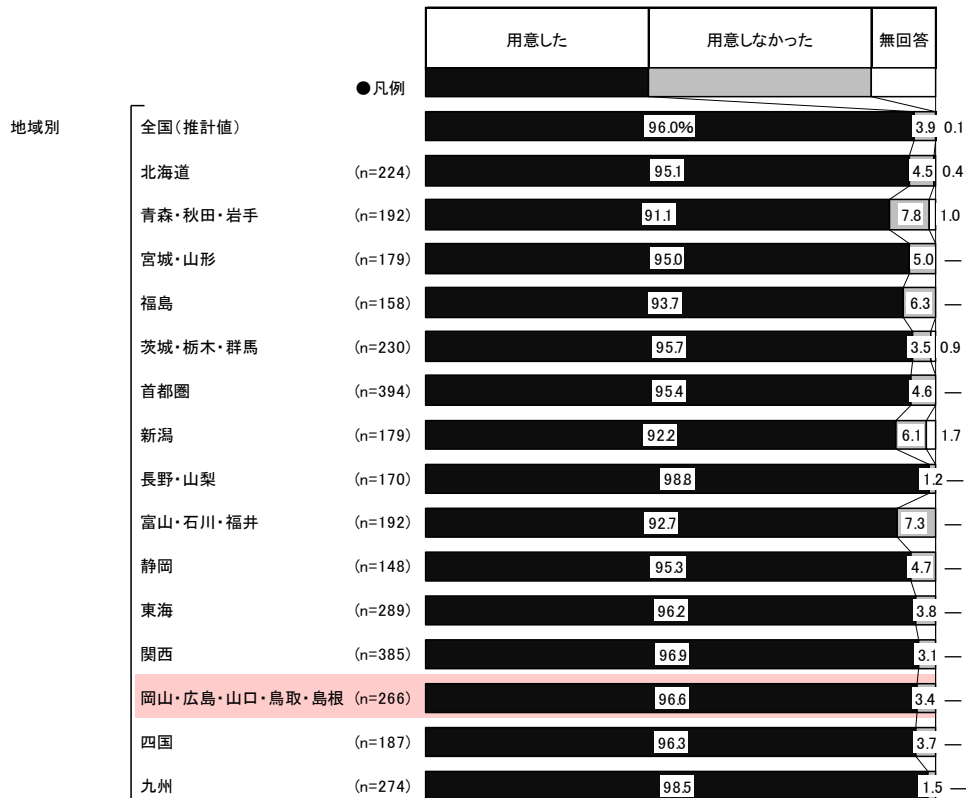 用意した 用意しなかった 無回答
●凡例
地域別 全国(推計値) 96.0% 3.9 0.1
北海道 (n=224) 95.1 4.5 0.4
青森・秋田・岩手 (n=192) 91.1 7.8 1.0
宮城・山形 (n=179) 95.0 5.0 —
福島 (n=158) 93.7 6.3 —
茨城・栃木・群馬 (n=230) 95.7 3.5 0.9
首都圏 (n=394) 95.4 4.6 —
新潟 (n=179) 92.2 6.1 1.7
長野・山梨 (n=170) 98.8 1.2 —
富山・石川・福井 (n=192) 92.7 7.3 —
静岡 (n=148) 95.3 4.7 —
東海 (n=289) 96.2 3.8 —
関西 (n=385) 96.9 3.1 —
岡山・広島・山口・鳥取・島根 (n=266) 96.6 3.4 —
四国 (n=187) 96.3 3.7 —
九州 (n=274) 98.5 1.5 —